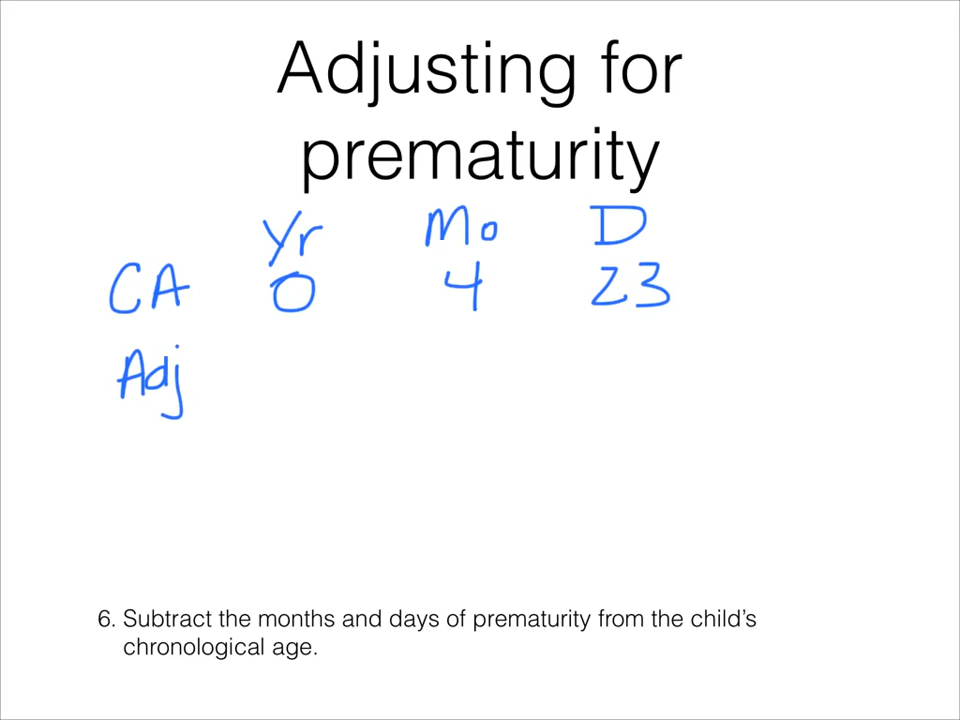 Adjusting for
prematurity
Yr Mo D
CA 0 4 23
Adj
6. Subtract the months and days of prematurity from the child’s
chronological age.